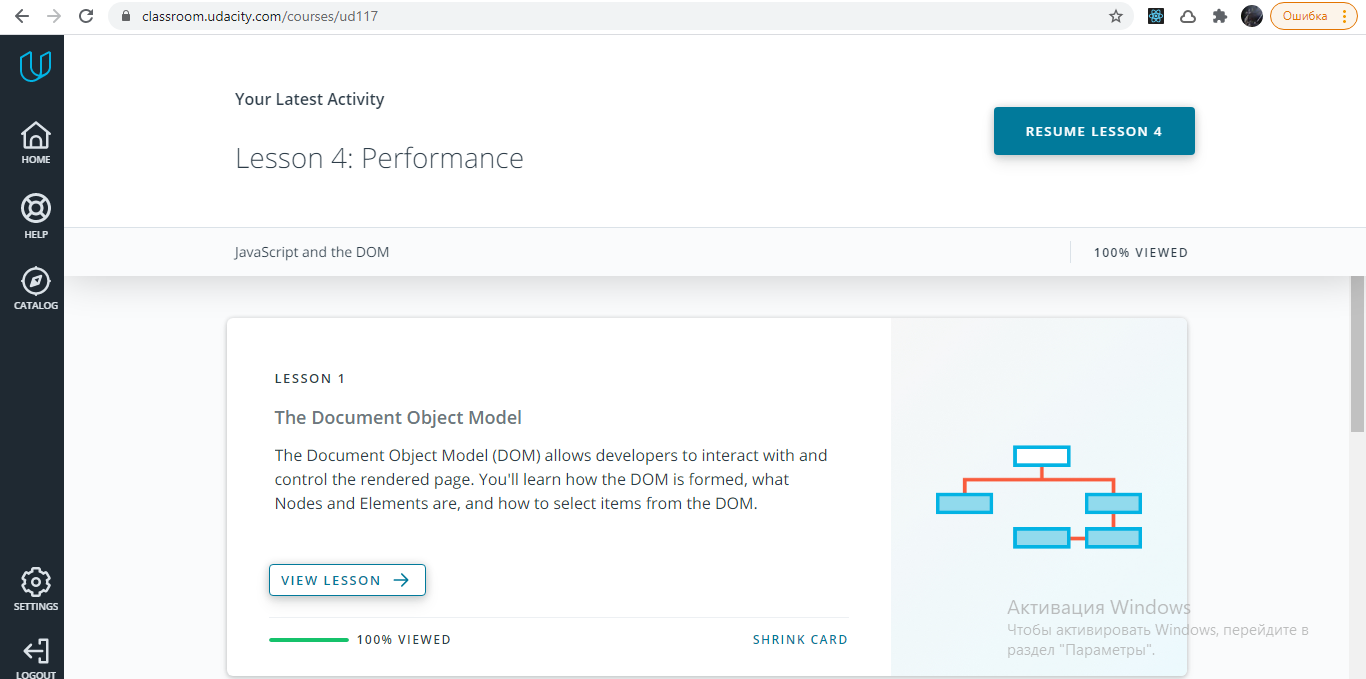 classroom.udacity.com/courses/ud117
Ошибка
HOME
HELP
CATALOG
SETTINGS
LOGOUT
Your Latest Activity
Lesson 4: Performance
RESUME LESSON 4
JavaScript and the DOM
100% VIEWED
LESSON 1
The Document Object Model
The Document Object Model (DOM) allows developers to interact with and
control the rendered page. You'll learn how the DOM is formed, what
Nodes and Elements are, and how to select items from the DOM.
VIEW LESSON
100% VIEWED
SHRINK CARD
Активация Windows
Чтобы активировать Windows, перейдите в
раздел "Параметры".